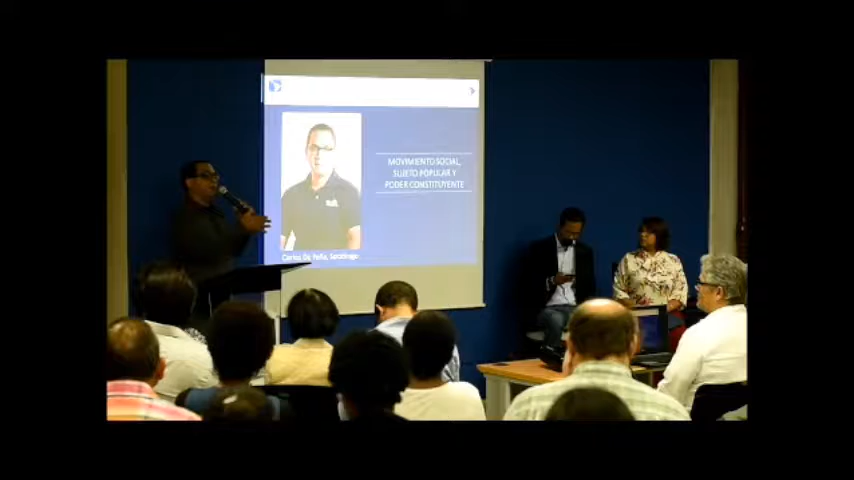 MOVIMIENTO SOCIAL,
SUJETO POPULAR Y
PODER CONSTITUYENTE
Carlos De Peña, Sociólogo